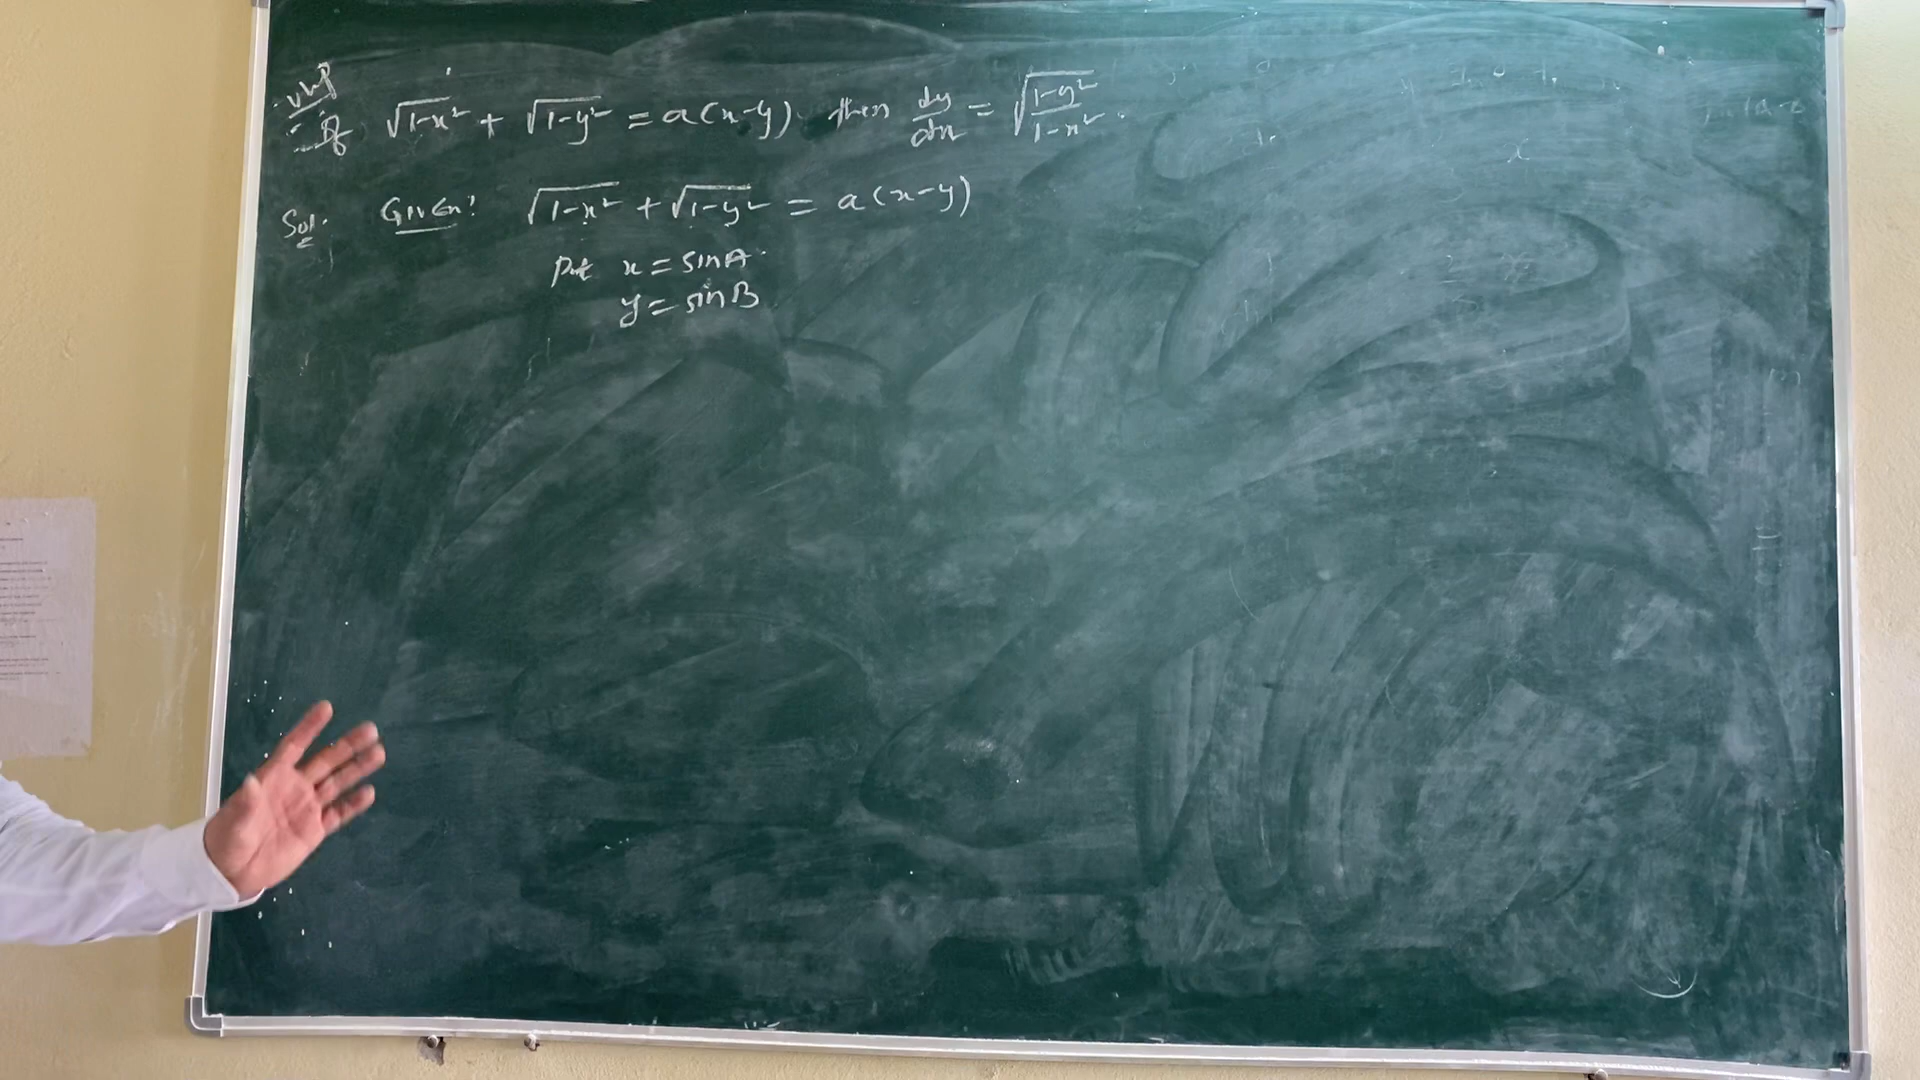 If √1-x² + √1-y² = a(x-y). then dy/dx = √1-y²/1-x².
Sol. Given: √1-x² + √1-y² = a(x-y)
Put x = sinA.
y = sinB